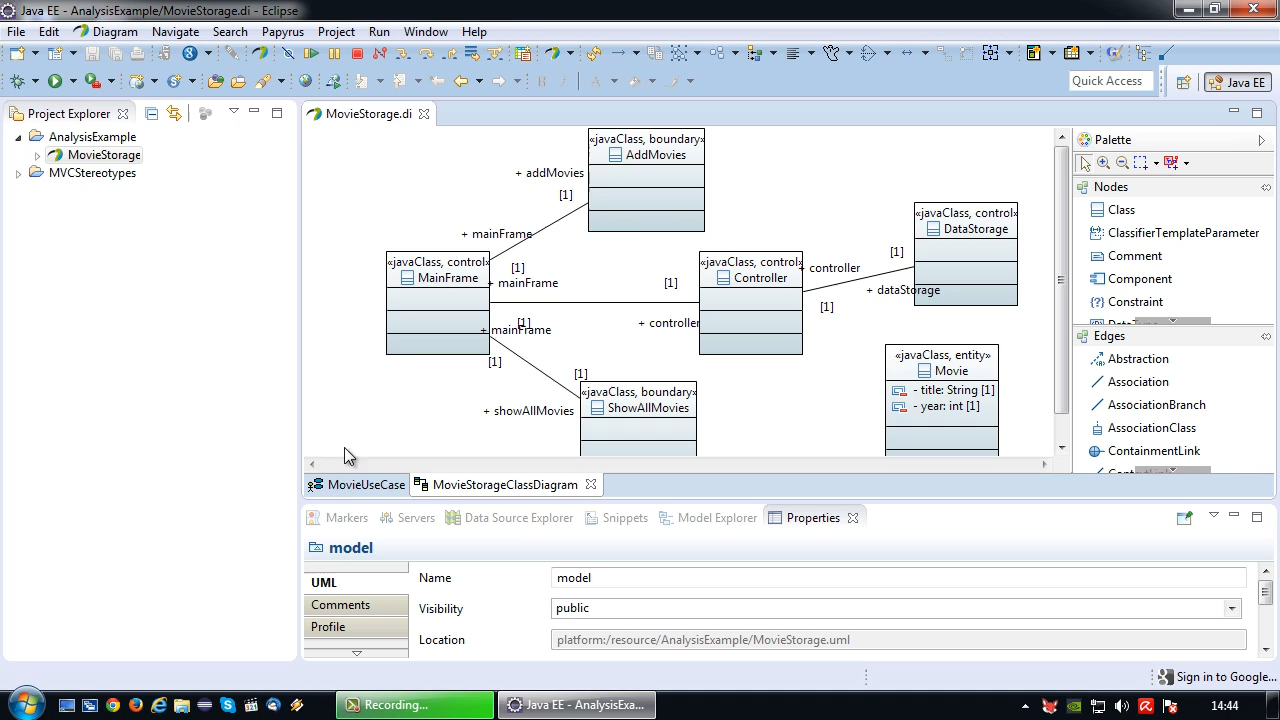 Java EE - AnalysisExample/MovieStorage.di - Eclipse
File Edit Diagram Navigate Search Papyrus Project Run Window Help
Quick Access
Java EE
Project Explorer
AnalysisExample
MovieStorage
MVCStereotypes
MovieStorage.di
«javaClass, boundary»
AddMovies
+ addMovies
[1]
+ mainFrame
[1]
«javaClass, control»
MainFrame
+ mainFrame
[1]
«javaClass, control»
Controller
+ controller
[1]
«javaClass, control»
DataStorage
+ controller
[1]
+ dataStorage
[1]
+ mainFrame
[1]
[1]
+ showAllMovies
«javaClass, boundary»
ShowAllMovies
«javaClass, entity»
Movie
- title: String [1]
- year: int [1]
MovieUseCase
MovieStorageClassDiagram
Palette
Nodes
Class
ClassifierTemplateParameter
Comment
Component
Constraint
Edges
Abstraction
Association
AssociationBranch
AssociationClass
ContainmentLink
Markers Servers Data Source Explorer Snippets Model Explorer Properties
model
UML
Comments
Profile
Name model
Visibility public
Location platform:/resource/AnalysisExample/MovieStorage.uml
Sign in to Google...
Recording...
Java EE - AnalysisExa...
14:44